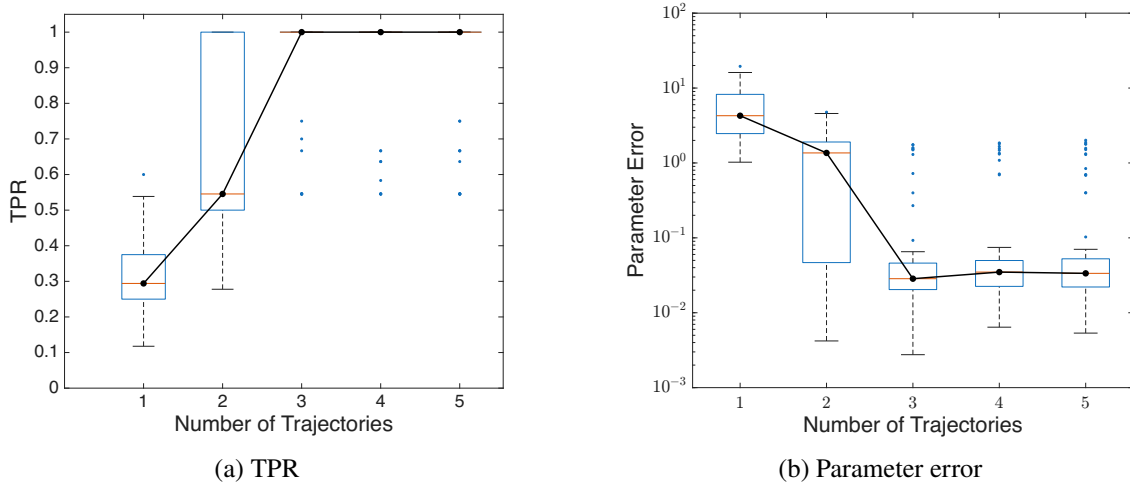 TPR
1
0.9
0.8
0.7
0.6
0.5
0.4
0.3
0.2
0.1
0
1 2 3 4 5
Number of Trajectories
(a) TPR
Parameter Error
10^2
10^1
10^0
10^-1
10^-2
10^-3
1 2 3 4 5
Number of Trajectories
(b) Parameter error